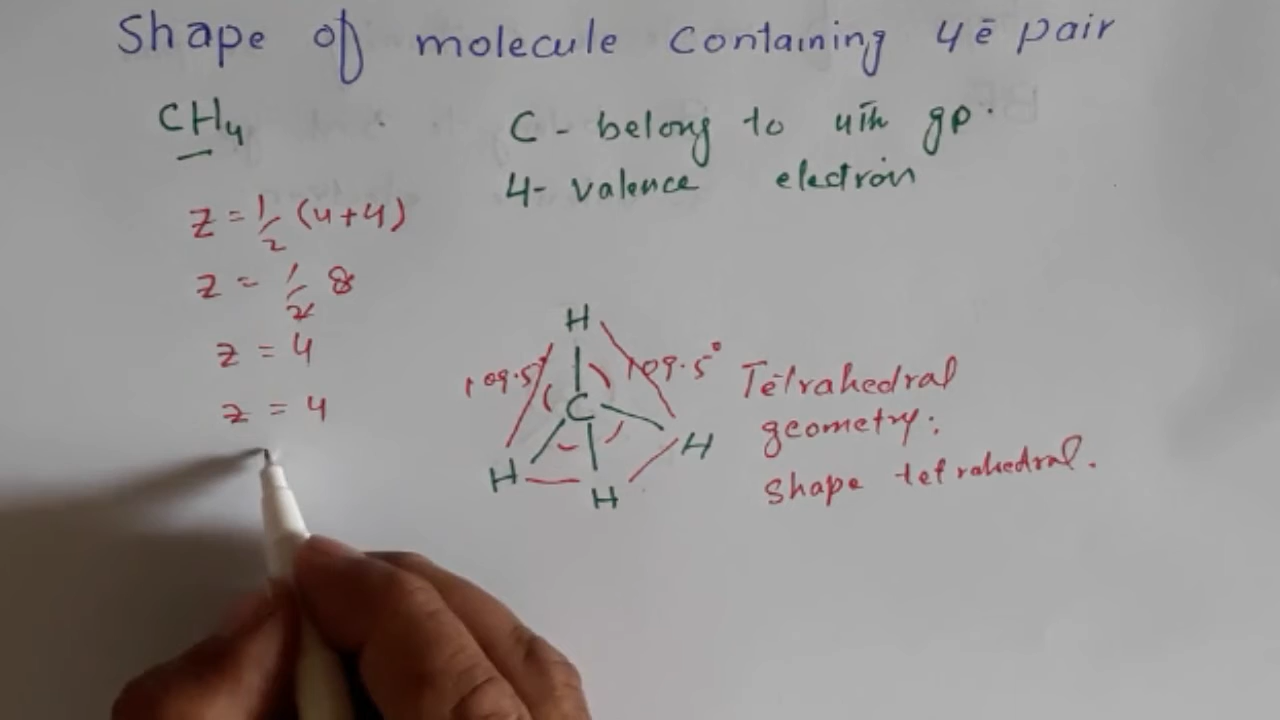 Shape of molecule containing 4ē pair
CH₄
C - belong to 4th gp.
4- valence electron
Z = 1/2 (4+4)
Z = 1/2 8
Z = 4
Z = 4
H
109.5°
109.5°
C
H
H
H
Tetrahedral
geometry:
Shape tetrahedral.